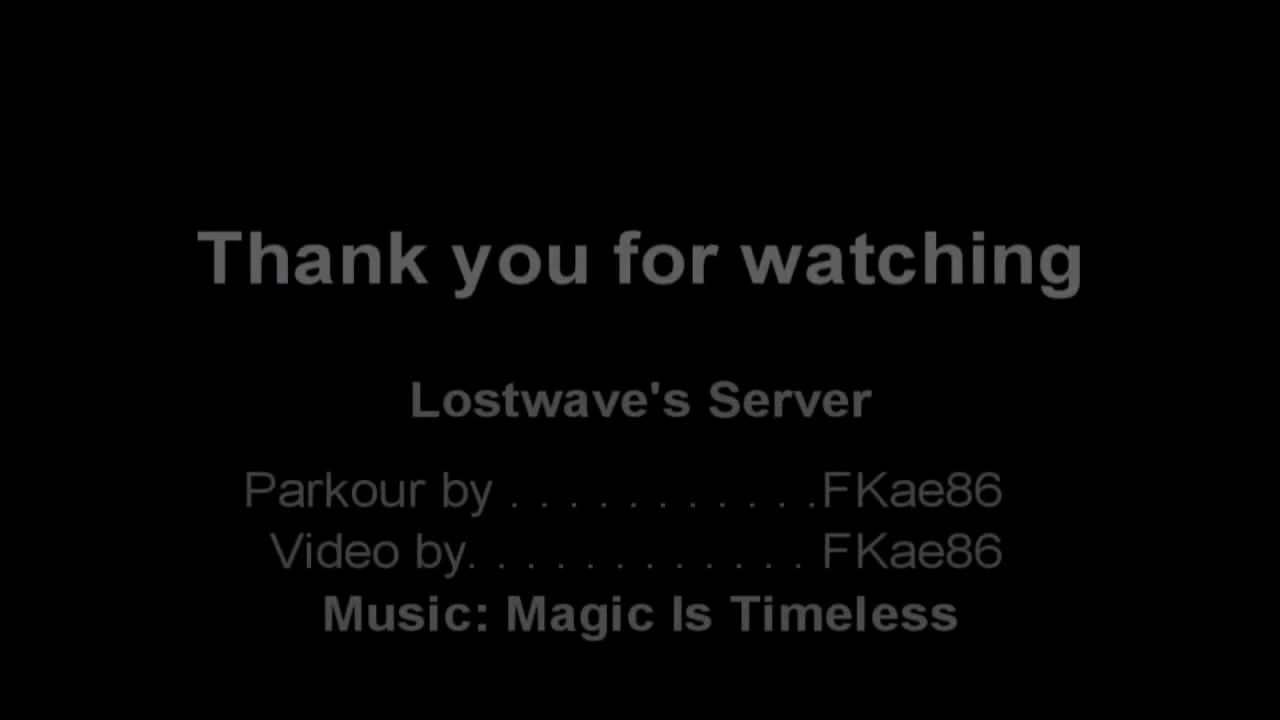 Thank you for watching
Lostwave's Server
Parkour by . . . . . . . . . . .FKae86
Video by. . . . . . . . . . . . FKae86
Music: Magic Is Timeless